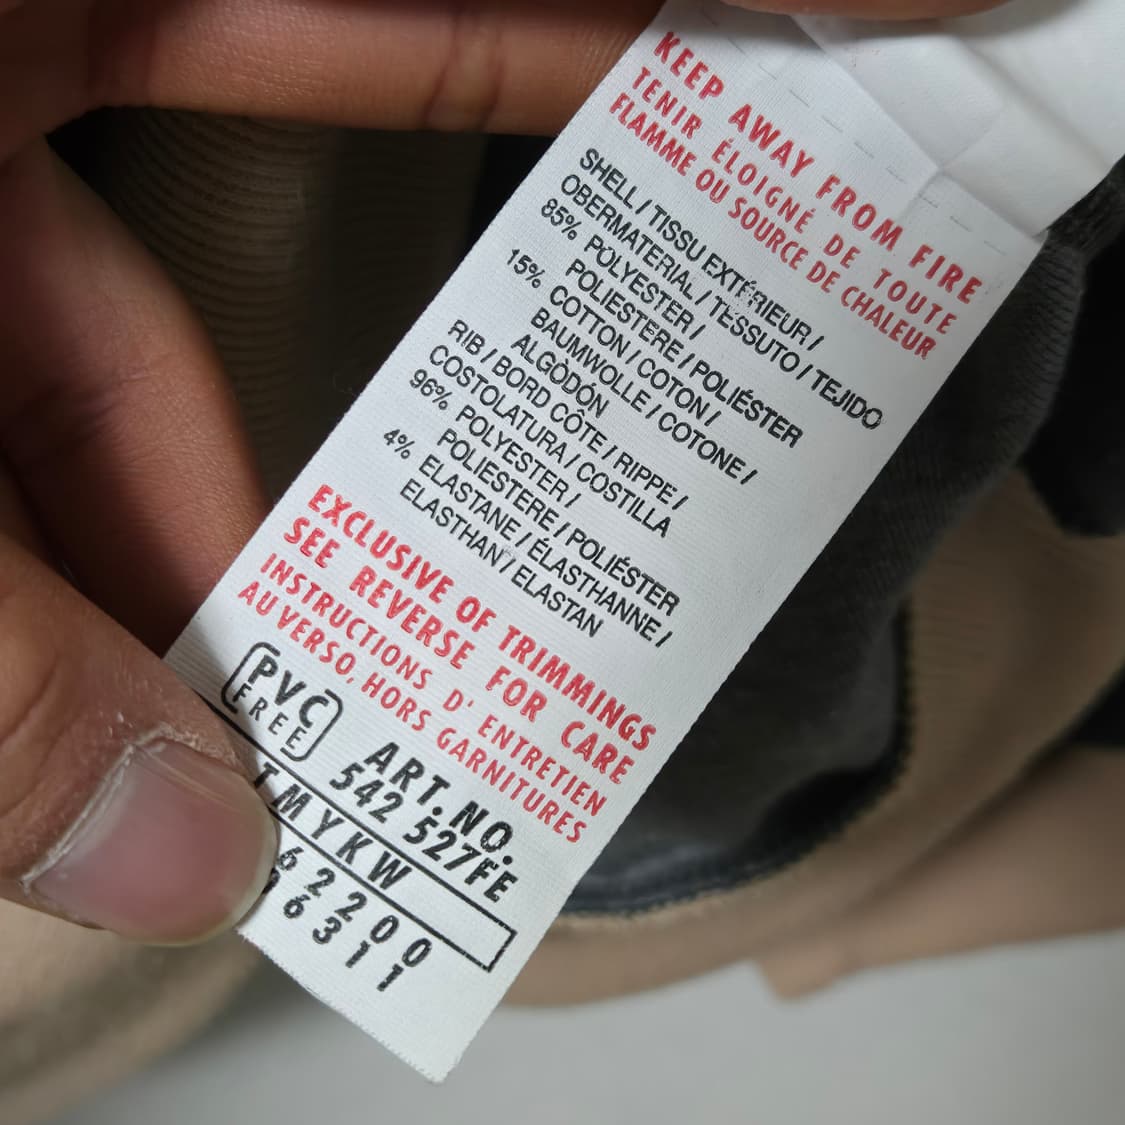 KEEP AWAY FROM FIRE
TENIR ÉLOIGNÉ DE TOUTE
FLAMME OU SOURCE DE CHALEUR
SHELL / TISSU EXTÉRIEUR /
OBERMATERIAL / TESSUTO / TEJIDO
85% POLYESTER /
POLIESTERE / POLIÉSTER
15% COTTON / COTON /
BAUMWOLLE / COTONE /
ALGÒDÓN
RIB / BORD CÔTE / RIPPE /
COSTOLATURA / COSTILLA
96% POLYESTER /
POLIESTERE / POLIÉSTER
4% ELASTANE / ÉLASTHANNE /
ELASTHAN / ELASTAN
EXCLUSIVE OF TRIMMINGS
SEE REVERSE FOR CARE
INSTRUCTIONS D' ENTRETIEN
AU VERSO, HORS GARNITURES
PVC
FREE
ART. NO.
542 527FE
TMYKW
62200
6311